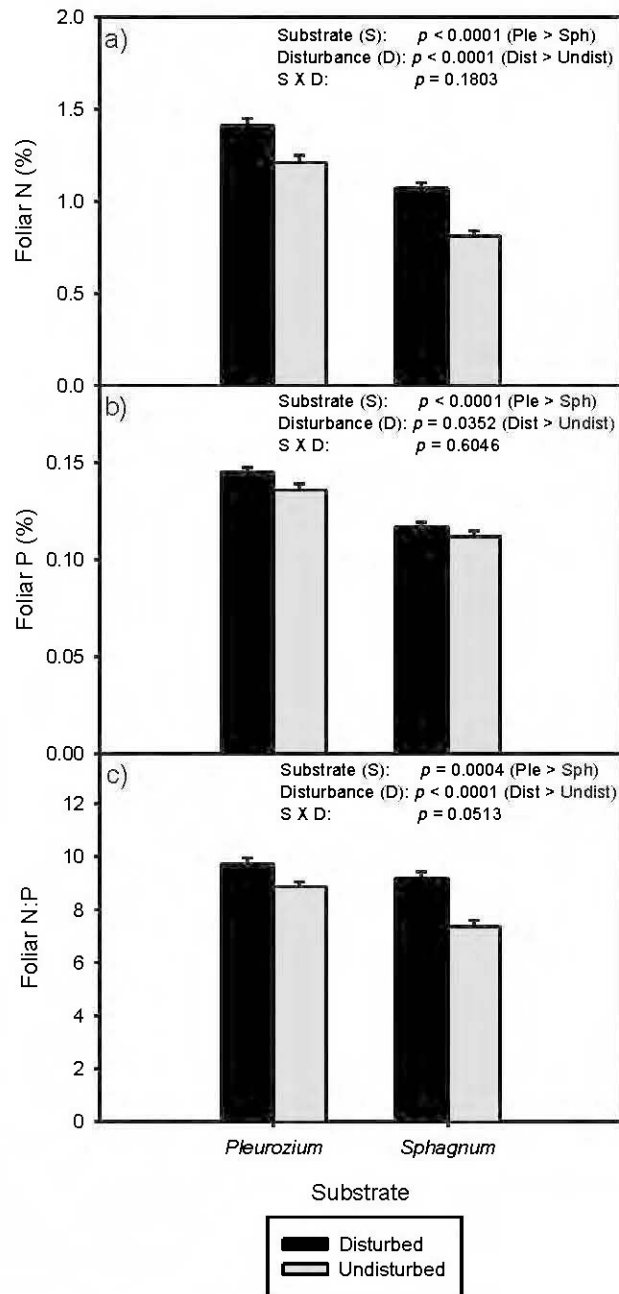 2.0
a)
Substrate (S): p < 0.0001 (Ple > Sph)
Disturbance (D): p < 0.0001 (Dist > Undist)
S X D: p = 0.1803
1.5
1.0
0.5
0.0
Foliar N (%)
b)
Substrate (S): p < 0.0001 (Ple > Sph)
Disturbance (D): p = 0.0352 (Dist > Undist)
S X D: p = 0.6046
0.15
0.10
0.05
0.00
Foliar P (%)
c)
Substrate (S): p = 0.0004 (Ple > Sph)
Disturbance (D): p < 0.0001 (Dist > Undist)
S X D: p = 0.0513
12
10
8
6
4
2
0
Foliar N:P
Pleurozium Sphagnum
Substrate
Disturbed
Undisturbed